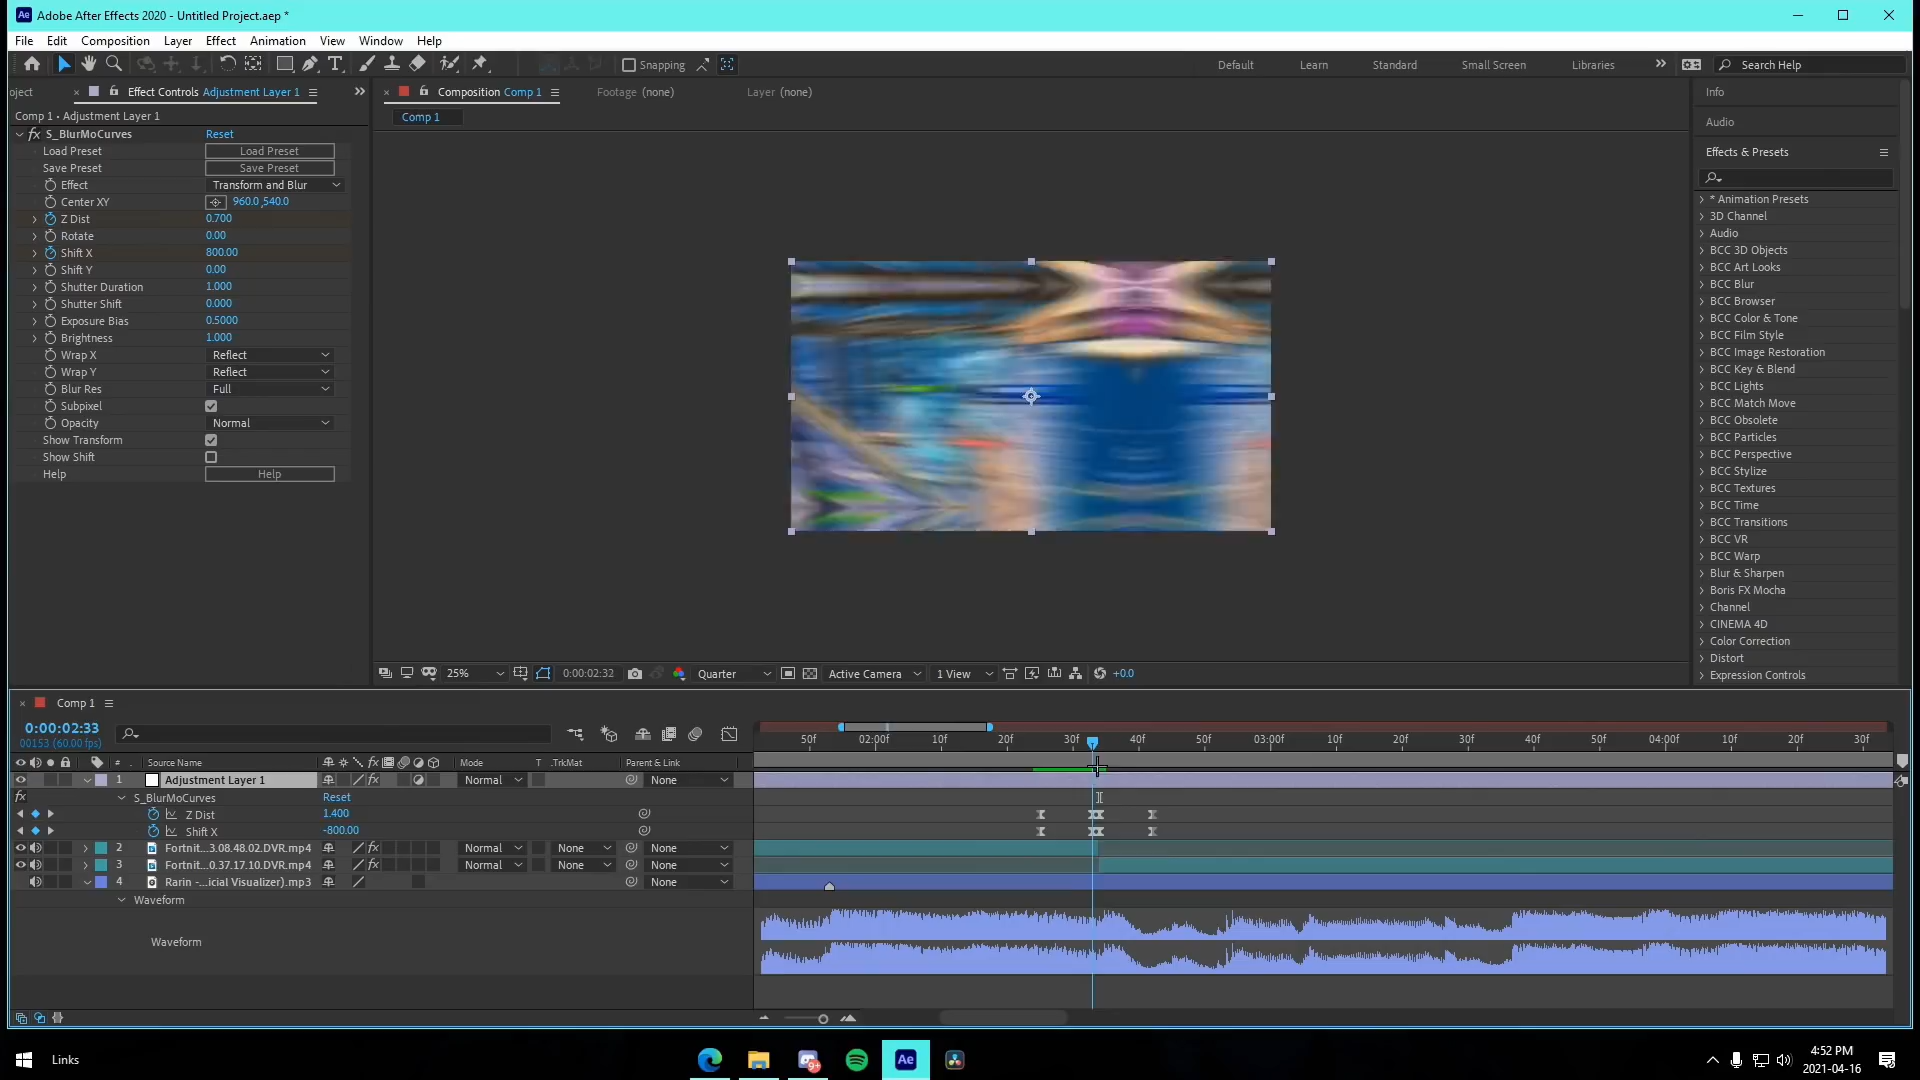 Adobe After Effects 2020 - Untitled Project.aep *
File Edit Composition Layer Effect Animation View Window Help
Snapping
Default Learn Standard Small Screen Libraries Search Help
oject Effect Controls Adjustment Layer 1
Composition Comp 1 Footage (none) Layer (none)
Comp 1 • Adjustment Layer 1
Comp 1
S_BlurMoCurves Reset
Load Preset Load Preset
Save Preset Save Preset
Effect Transform and Blur
Center XY 960.0,540.0
Z Dist 0.700
Rotate 0.00
Shift X 800.00
Shift Y 0.00
Shutter Duration 1.000
Shutter Shift 0.000
Exposure Bias 0.5000
Brightness 1.000
Wrap X Reflect
Wrap Y Reflect
Blur Res Full
Subpixel
Opacity Normal
Show Transform
Show Shift
Help Help
25% 0:00:02:32 Quarter Active Camera 1 View +0.0
Info
Audio
Effects & Presets
* Animation Presets
3D Channel
Audio
BCC 3D Objects
BCC Art Looks
BCC Blur
BCC Browser
BCC Color & Tone
BCC Film Style
BCC Image Restoration
BCC Key & Blend
BCC Lights
BCC Match Move
BCC Obsolete
BCC Particles
BCC Perspective
BCC Stylize
BCC Textures
BCC Time
BCC Transitions
BCC VR
BCC Warp
Blur & Sharpen
Boris FX Mocha
Channel
CINEMA 4D
Color Correction
Distort
Expression Controls
Comp 1
0:00:02:33
00153 (60.00 fps)
50f 02:00f 10f 20f 30f 40f 50f 03:00f 10f 20f 30f 40f 50f 04:00f 10f 20f 30f
# Source Name Mode T .TrkMat Parent & Link
1 Adjustment Layer 1 Normal None
S_BlurMoCurves Reset
Z Dist 1.400
Shift X -800.00
2 Fortnit...3.08.48.02.DVR.mp4 Normal None None
3 Fortnit...0.37.17.10.DVR.mp4 Normal None None
4 Rarin -...icial Visualizer).mp3 None
Waveform
Waveform
Links
9+
Ae
4:52 PM
2021-04-16